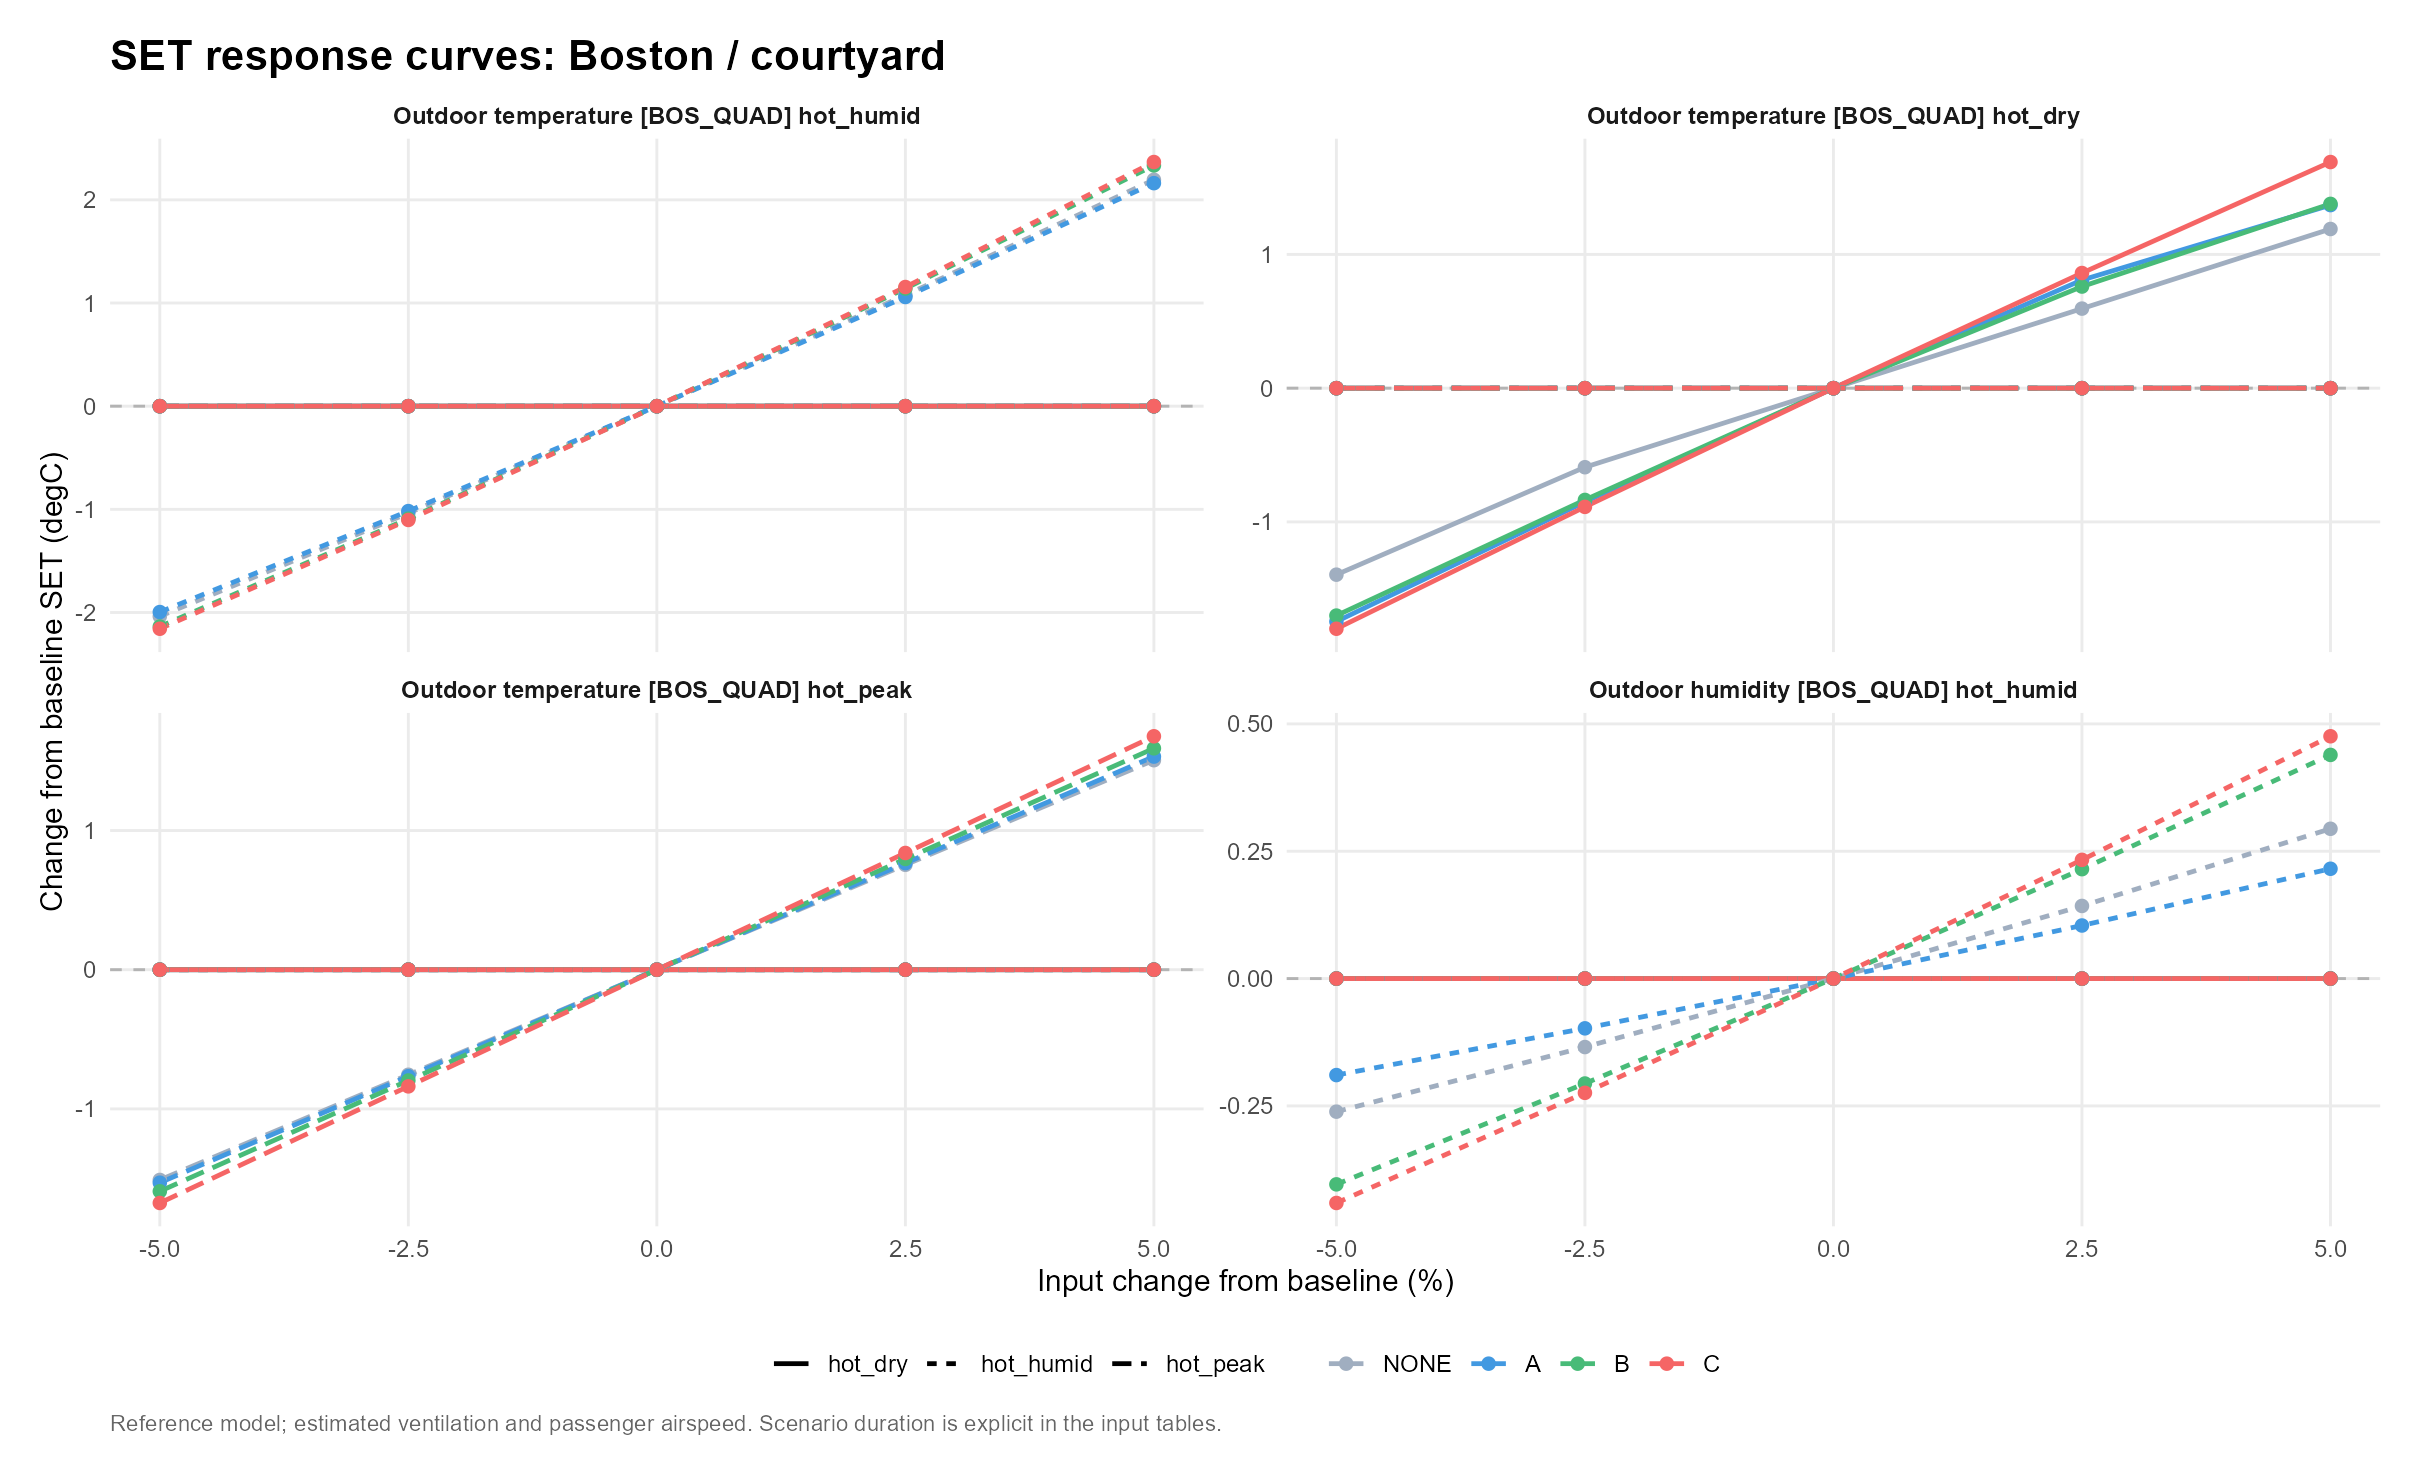 SET response curves: Boston / courtyard
Outdoor temperature [BOS_QUAD] hot_humid
Outdoor temperature [BOS_QUAD] hot_dry
2
1
0
-1
-2
1
0
-1
Change from baseline SET (degC)
Outdoor temperature [BOS_QUAD] hot_peak
Outdoor humidity [BOS_QUAD] hot_humid
1
0
-1
0.50
0.25
0.00
-0.25
-5.0 -2.5 0.0 2.5 5.0
-5.0 -2.5 0.0 2.5 5.0
Input change from baseline (%)
hot_dry hot_humid hot_peak NONE A B C
Reference model; estimated ventilation and passenger airspeed. Scenario duration is explicit in the input tables.